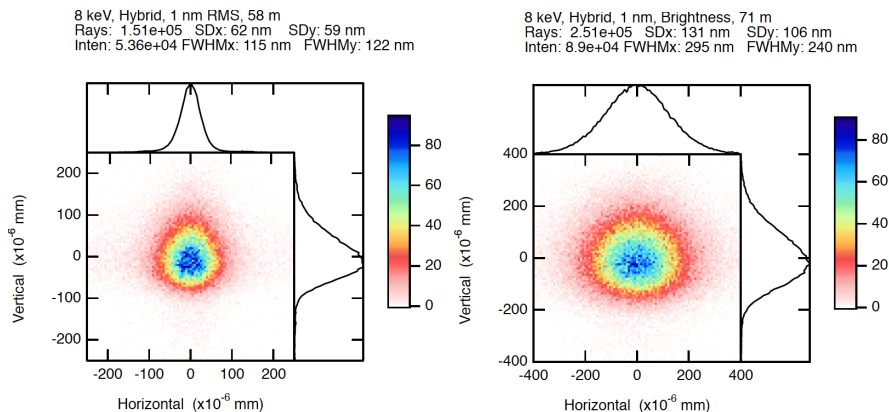 8 keV, Hybrid, 1 nm RMS, 58 m
Rays: 1.51e+05 SDx: 62 nm SDy: 59 nm
Inten: 5.36e+04 FWHMx: 115 nm FWHMy: 122 nm
200
100
0
-100
-200
Vertical (x10⁻⁶ mm)
-200 -100 0 100 200
Horizontal (x10⁻⁶ mm)
80
60
40
20
0
8 keV, Hybrid, 1 nm, Brightness, 71 m
Rays: 2.51e+05 SDx: 131 nm SDy: 106 nm
Inten: 8.9e+04 FWHMx: 295 nm FWHMy: 240 nm
400
200
0
-200
-400
Vertical (x10⁻⁶ mm)
-400 -200 0 200 400
Horizontal (x10⁻⁶ mm)
80
60
40
20
0